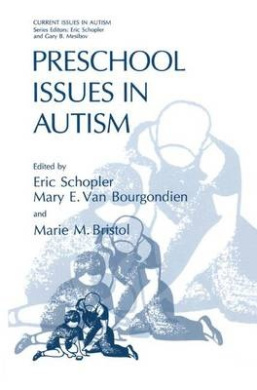 CURRENT ISSUES IN AUTISM
Series Editors: Eric Schopler
and Gary B. Mesibov
PRESCHOOL
ISSUES IN
AUTISM
Edited by
Eric Schopler
Mary E. Van Bourgondien
and
Marie M. Bristol